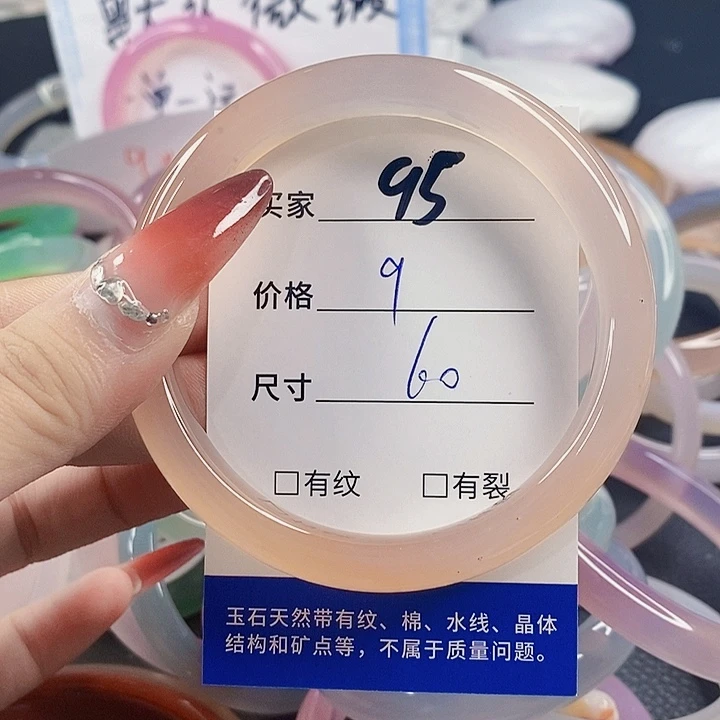 买家 95
价格 9
尺寸 60
□有纹 □有裂
玉石天然带有纹、棉、水线、晶体
结构和矿点等，不属于质量问题。